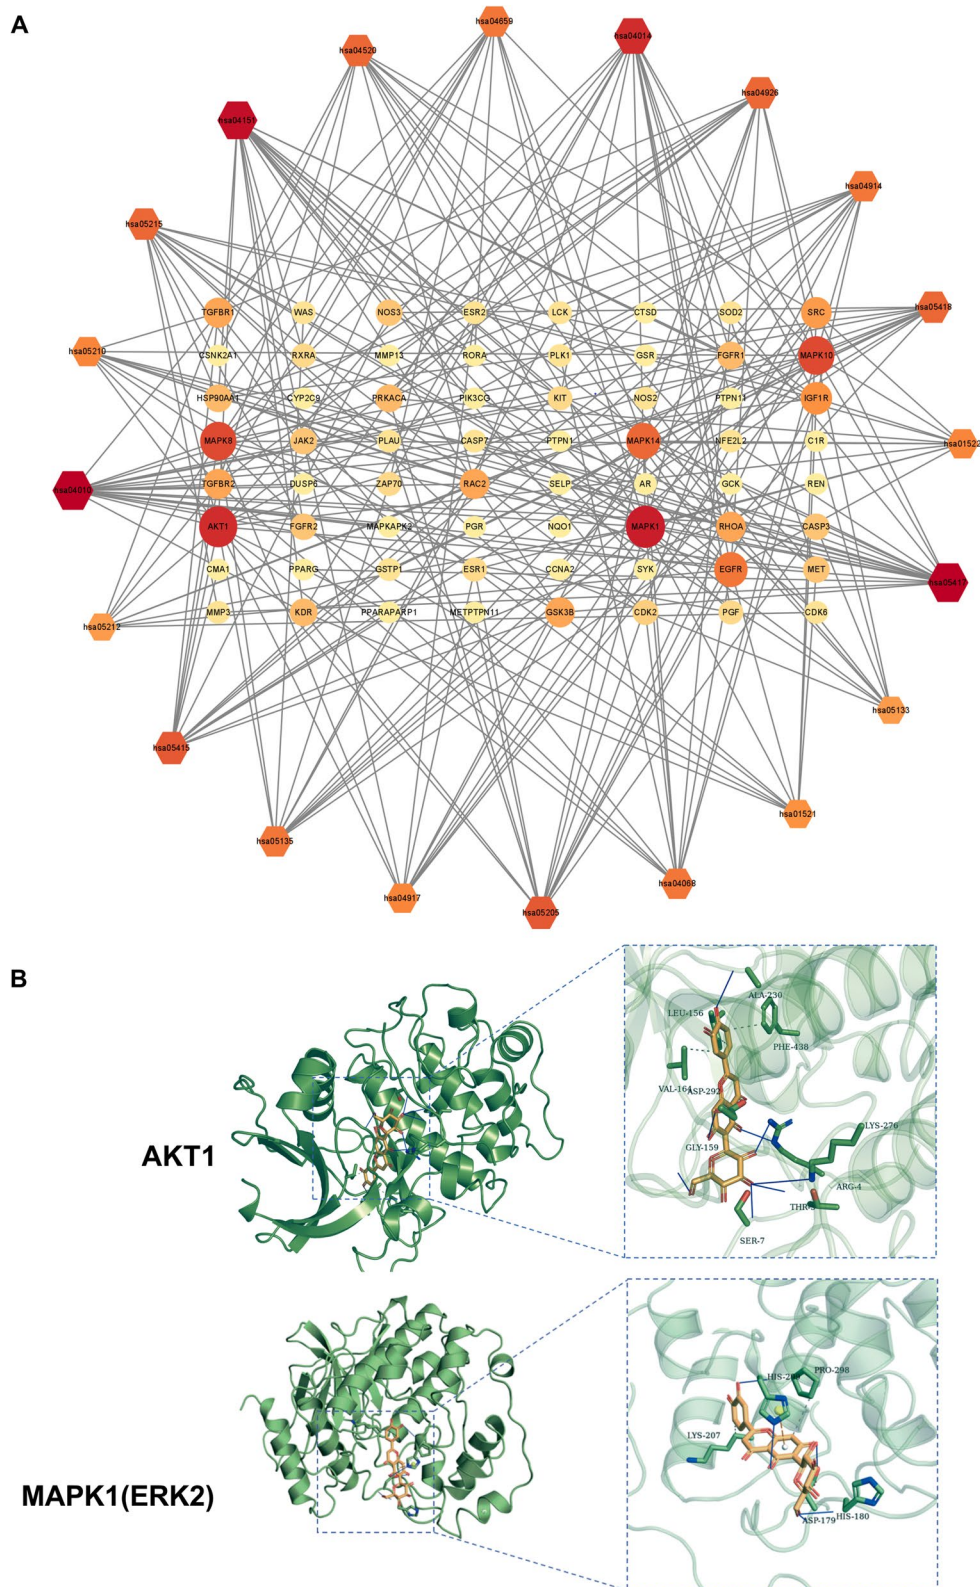 A
hsa04659
hsa04014
hsa04520
hsa04926
hsa04151
hsa04914
hsa05215
hsa05418
TGFBR1 WAS NOS3 ESR2 LCK CTSD SOD2 SRC
hsa05210
CSNK2A1 RXRA MMP13 RORA PLK1 GSR FGFR1 MAPK10
HSP90AA1 CYP2C9 PRKACA PIK3CG KIT NOS2 PTPN11 IGF1R
MAPK8 JAK2 PLAU CASP7 PTPN1 MAPK14 NFE2L2 C1R
hsa01522
hsa04010
TGFBR2 DUSP6 ZAP70 RAC2 SELP AR GCK REN
AKT1 FGFR2 MAPKAPK2 PGR NQO1 MAPK1 RHOA CASP3
CMA1 PPARG GSTP1 ESR1 CCNA2 SYK EGFR MET
hsa05417
MMP3 KDR PPARAPARP1 METPTPN11 GSK3B CDK2 PGF CDK6
hsa05212
hsa05133
hsa05415
hsa01521
hsa05135
hsa04068
hsa04917
hsa05205
B
AKT1
ALA-230
LEU-156
PHE-438
VAL-164
ASP-292
LYS-276
GLY-159
ARG-4
SER-7
MAPK1(ERK2)
PRO-298
LYS-207
ASP-179
HIS-180